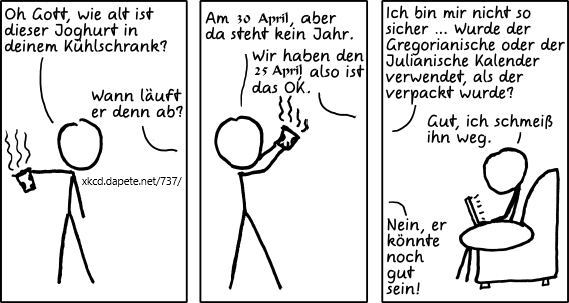 Oh Gott, wie alt ist
dieser Joghurt in
deinem Kühlschrank?
Wann läuft
er denn ab?
xkcd.dapete.net/737/
Am 30 April, aber
da steht kein Jahr.
Wir haben den
25 April, also ist
das OK.
Ich bin mir nicht so
sicher ... Wurde der
Gregorianische oder der
Julianische Kalender
verwendet, als der
verpackt wurde?
Gut, ich schmeiß
ihn weg.
Nein, er
könnte
noch
gut
sein!